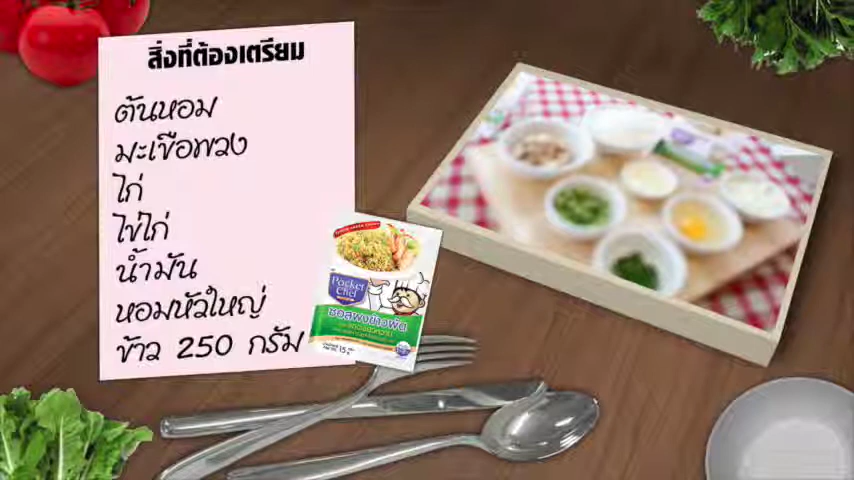 สิ่งที่ต้องเตรียม
ต้นหอม
มะเขือพวง
ไก่
ไข่ไก่
น้ำมัน
หอมหัวใหญ่
ข้าว 250 กรัม
Pocket
Chef
ซอสผงข้าวผัด